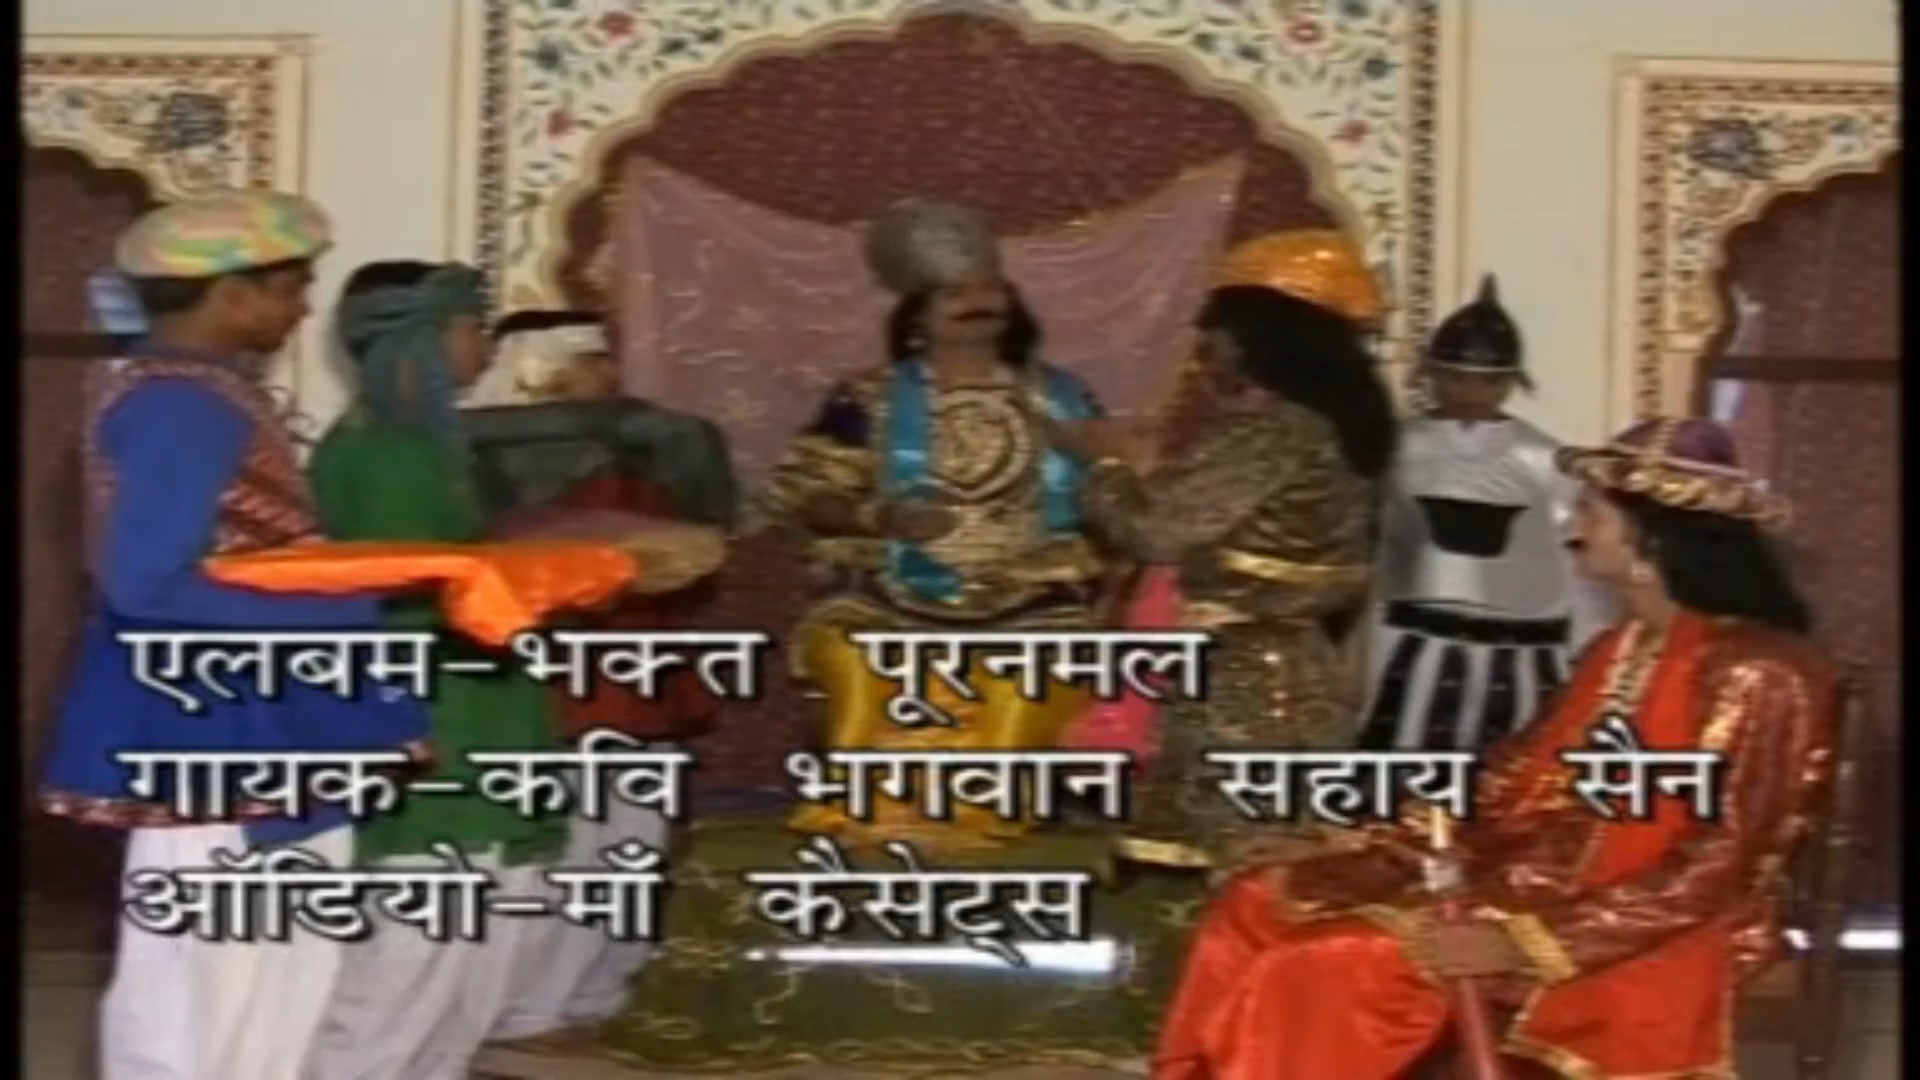 एलबम-भक्त पूरनमल
गायक-कवि भगवान सहाय सैन
ऑडियो-माँ कैसेट्स